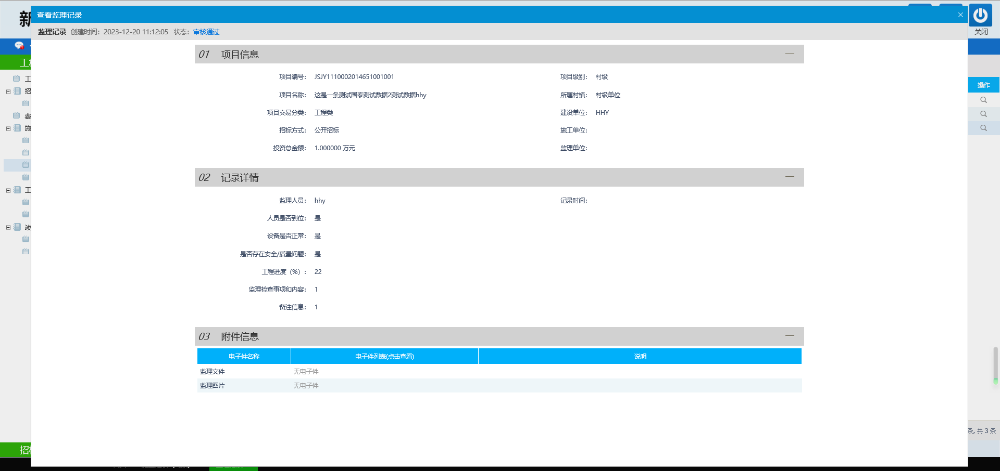 新
查看监理记录
关闭
监理记录 创建时间：2023-12-20 11:12:05 状态：审核通过
01 项目信息
项目编号： JSJY1110002014651001001 项目级别： 村级
项目名称： 这是一条测试国泰测试数据2测试数据hhy 所属村镇： 村级单位
项目交易分类： 工程类 建设单位： HHY
招标方式： 公开招标 施工单位：
投资总金额： 1.000000 万元 监理单位：
02 记录详情
监理人员： hhy 记录时间：
人员是否到位： 是
设备是否正常： 是
是否存在安全/质量问题： 是
工程进度（%）： 22
监理检查事项和内容： 1
备注信息： 1
03 附件信息
电子件名称 电子件列表(点击查看) 说明
监理文件 无电子件
监理图片 无电子件
工
工
招
费
施
工
竣
招
操作
条, 共 3 条